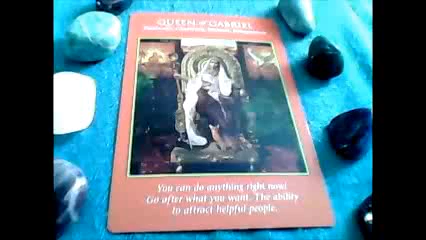 QUEEN of GABRIEL
You can do anything right now!
Go after what you want. The ability
to attract helpful people.